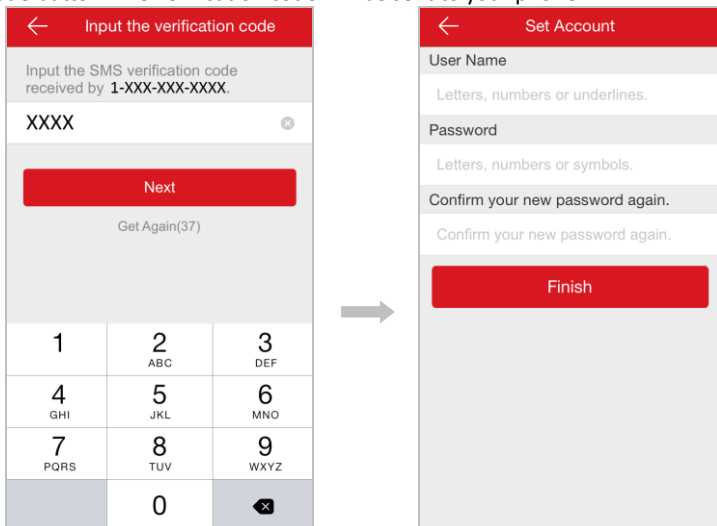 Input the verification code
Input the SMS verification code
received by 1-XXX-XXX-XXXX.
XXXX
Next
Get Again(37)
1
2
ABC
3
DEF
4
GHI
5
JKL
6
MNO
7
PQRS
8
TUV
9
WXYZ
0
Set Account
User Name
Letters, numbers or underlines.
Password
Letters, numbers or symbols.
Confirm your new password again.
Confirm your new password again.
Finish